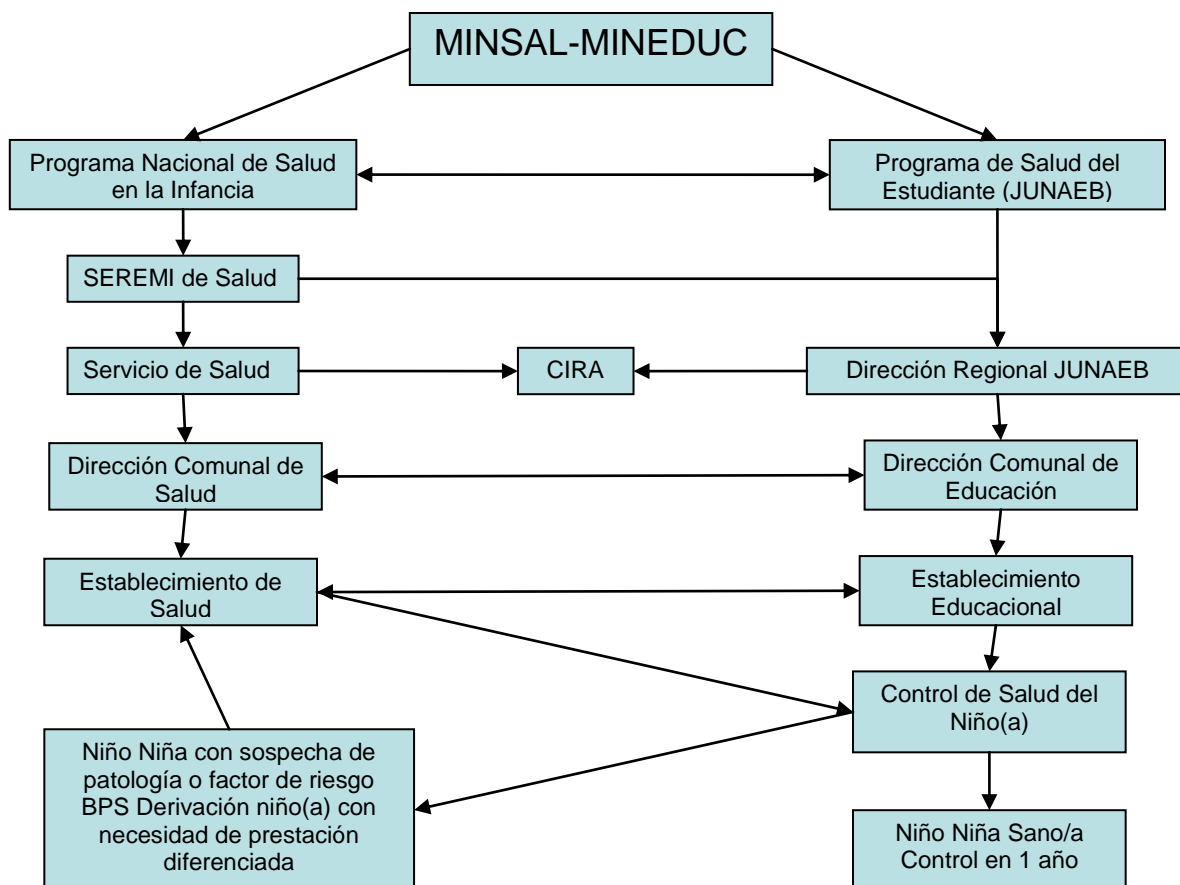 MINSAL-MINEDUC
Programa Nacional de Salud
en la Infancia
Programa de Salud del
Estudiante (JUNAEB)
SEREMI de Salud
Servicio de Salud
CIRA
Dirección Regional JUNAEB
Dirección Comunal de
Salud
Dirección Comunal de
Educación
Establecimiento de
Salud
Establecimiento
Educacional
Control de Salud del
Niño(a)
Niño Niña con sospecha de
patología o factor de riesgo
BPS Derivación niño(a) con
necesidad de prestación
diferenciada
Niño Niña Sano/a
Control en 1 año